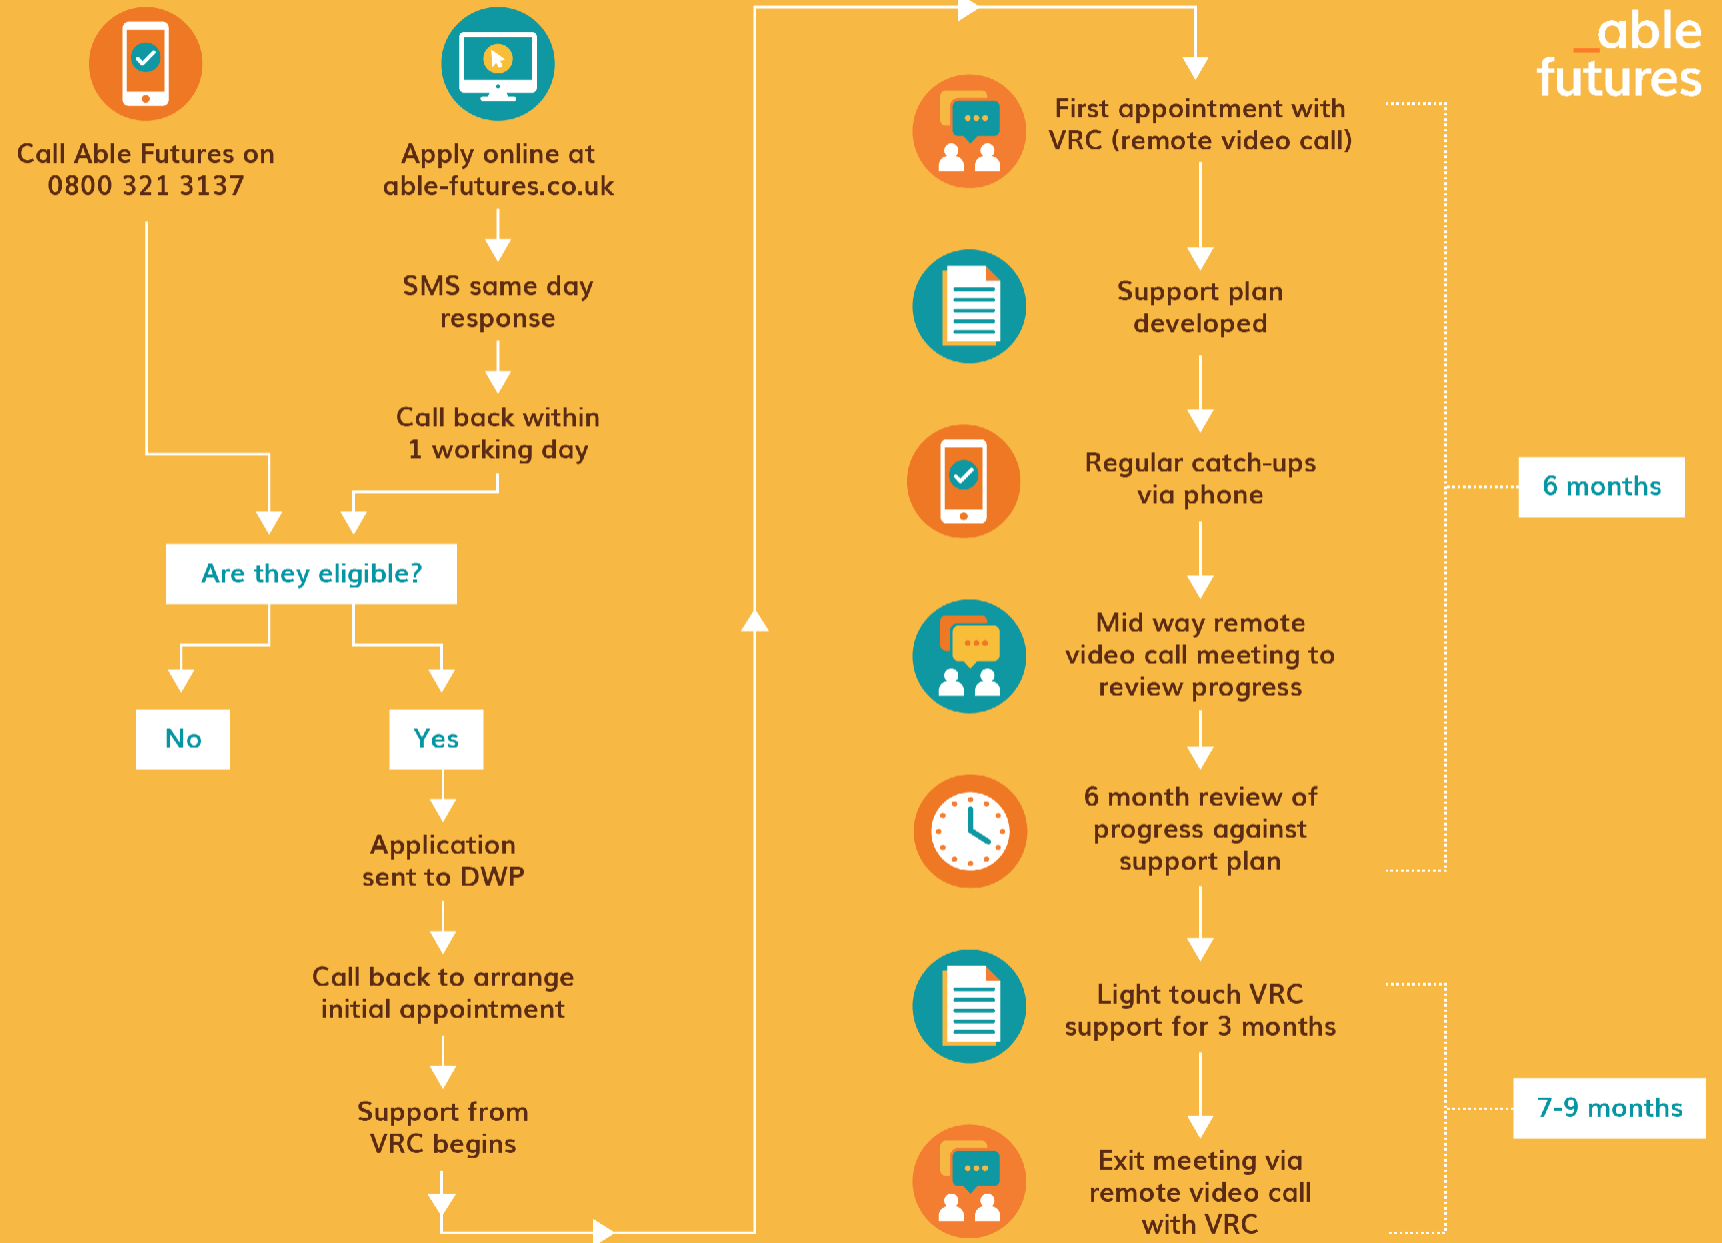 Call Able Futures on
0800 321 3137
Apply online at
able-futures.co.uk
SMS same day
response
Call back within
1 working day
Are they eligible?
No
Yes
Application
sent to DWP
Call back to arrange
initial appointment
Support from
VRC begins
First appointment with
VRC (remote video call)
Support plan
developed
Regular catch-ups
via phone
Mid way remote
video call meeting to
review progress
6 month review of
progress against
support plan
6 months
Light touch VRC
support for 3 months
Exit meeting via
remote video call
with VRC
7-9 months
_able
futures